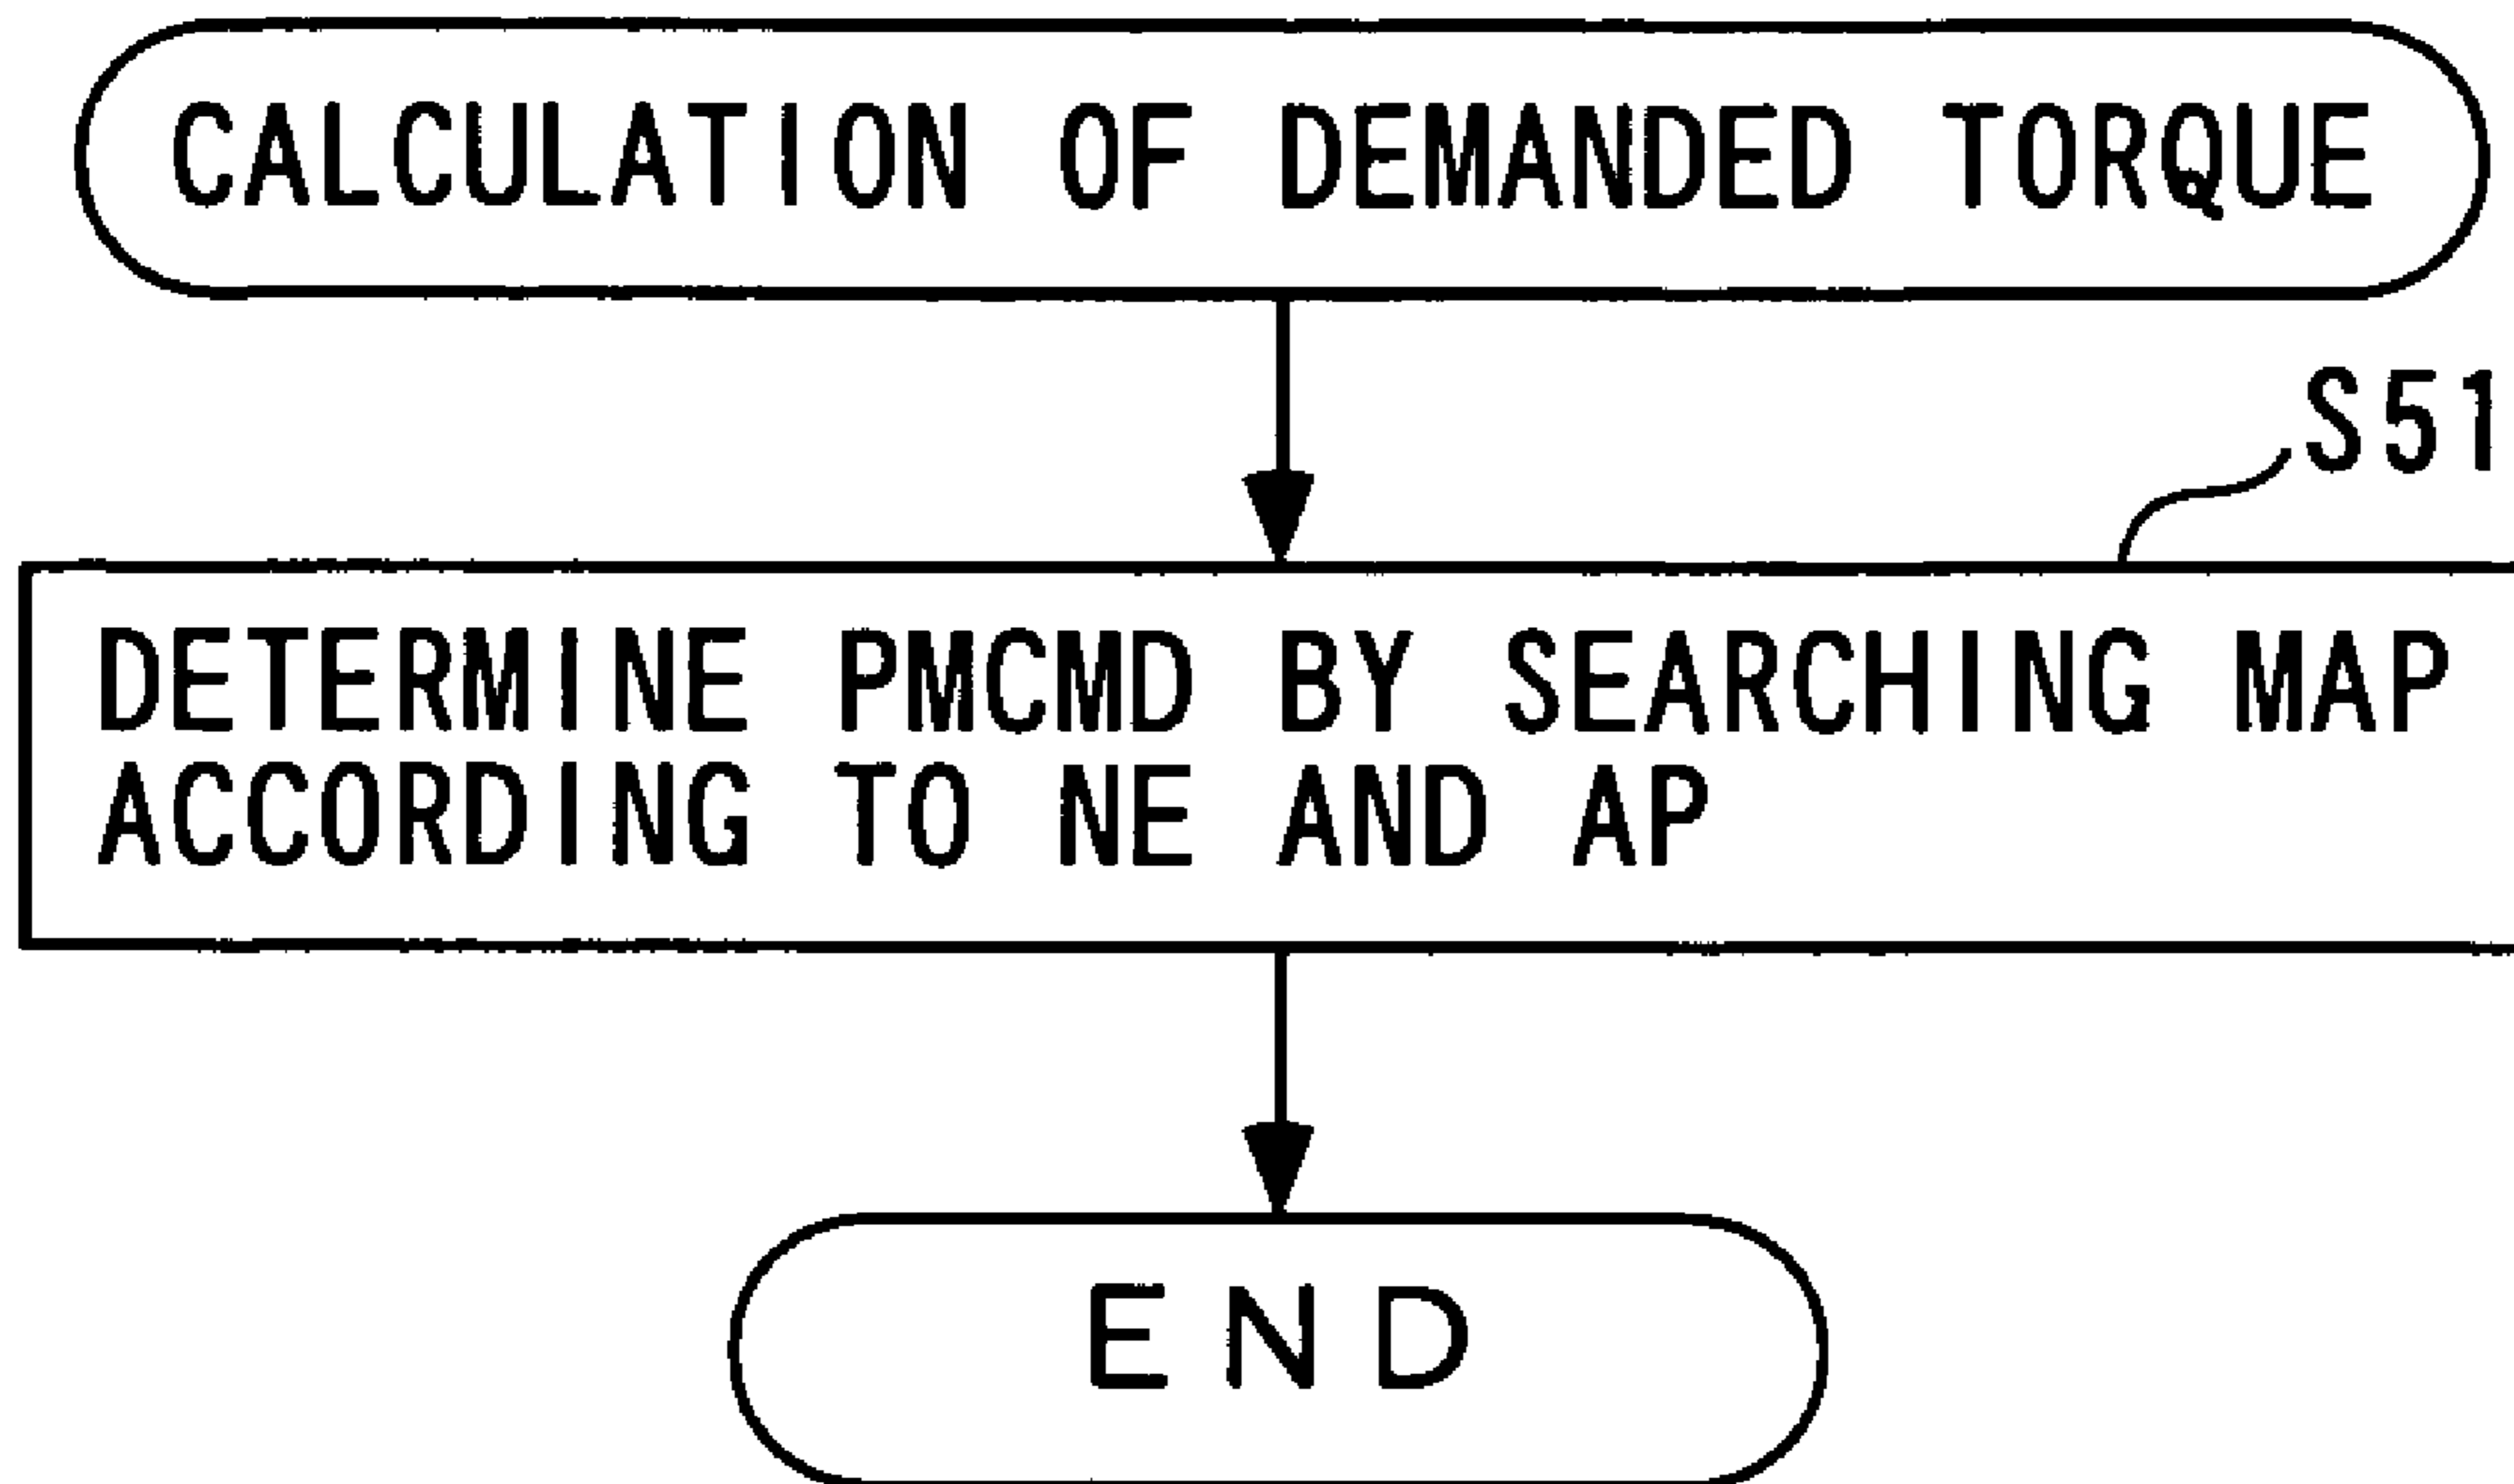 CALCULATION OF DEMANDED TORQUE
S51
DETERMINE PMCMD BY SEARCHING MAP
ACCORDING TO NE AND AP
END